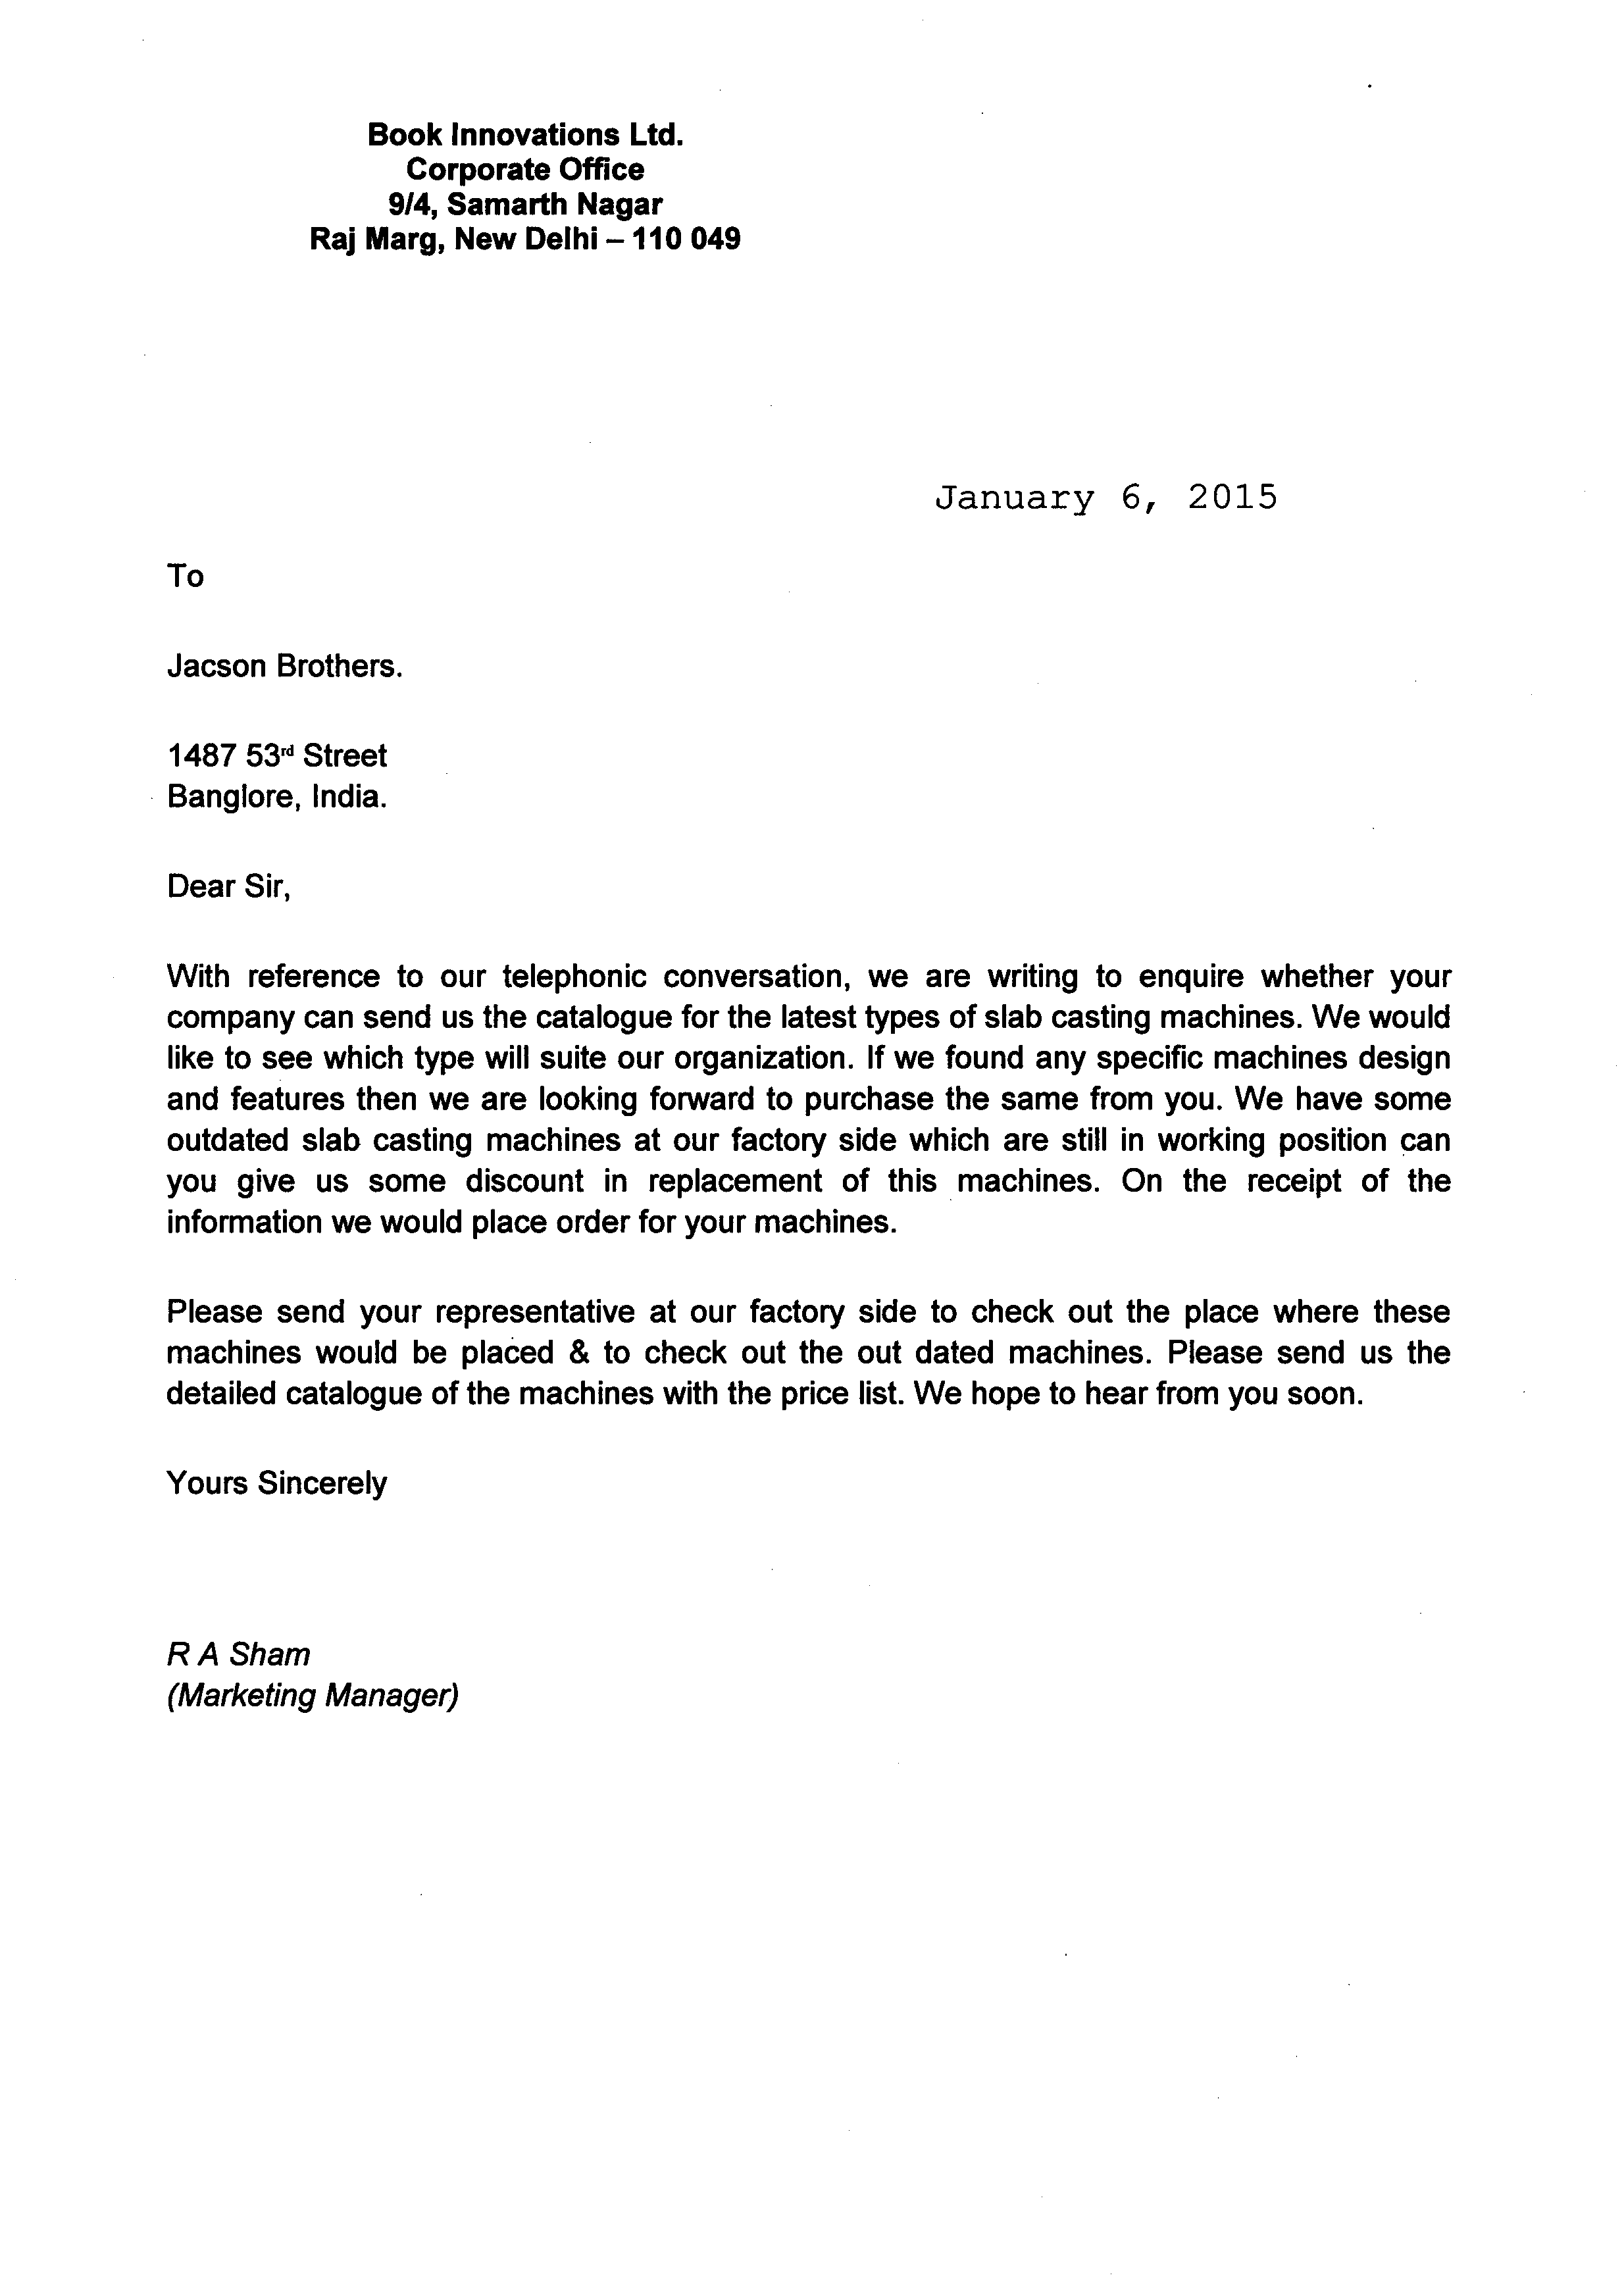 Book Innovations Ltd.
Corporate Office
9/4, Samarth Nagar
Raj Marg, New Delhi – 110 049
January 6, 2015
To
Jacson Brothers.
1487 53rd Street
Banglore, India.
Dear Sir,
With reference to our telephonic conversation, we are writing to enquire whether your
company can send us the catalogue for the latest types of slab casting machines. We would
like to see which type will suite our organization. If we found any specific machines design
and features then we are looking forward to purchase the same from you. We have some
outdated slab casting machines at our factory side which are still in working position can
you give us some discount in replacement of this machines. On the receipt of the
information we would place order for your machines.
Please send your representative at our factory side to check out the place where these
machines would be placed & to check out the out dated machines. Please send us the
detailed catalogue of the machines with the price list. We hope to hear from you soon.
Yours Sincerely
R A Sham
(Marketing Manager)